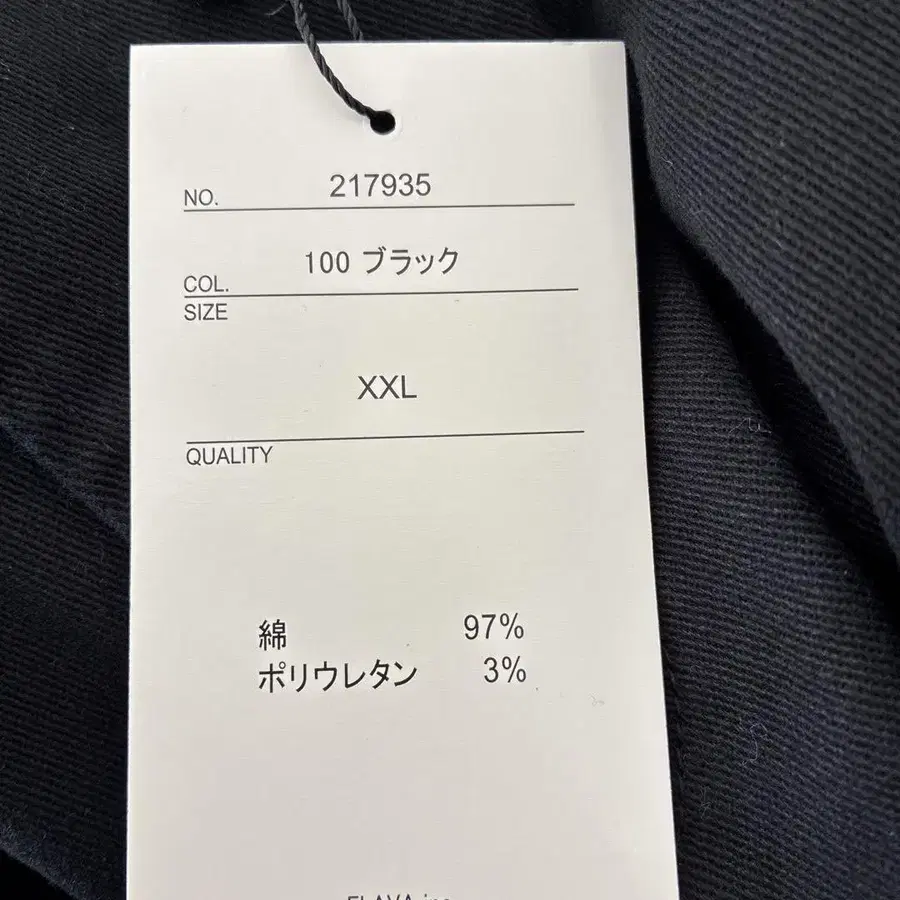 NO. 217935
COL. 100 ブラック
SIZE
XXL
QUALITY
綿 97%
ポリウレタン 3%